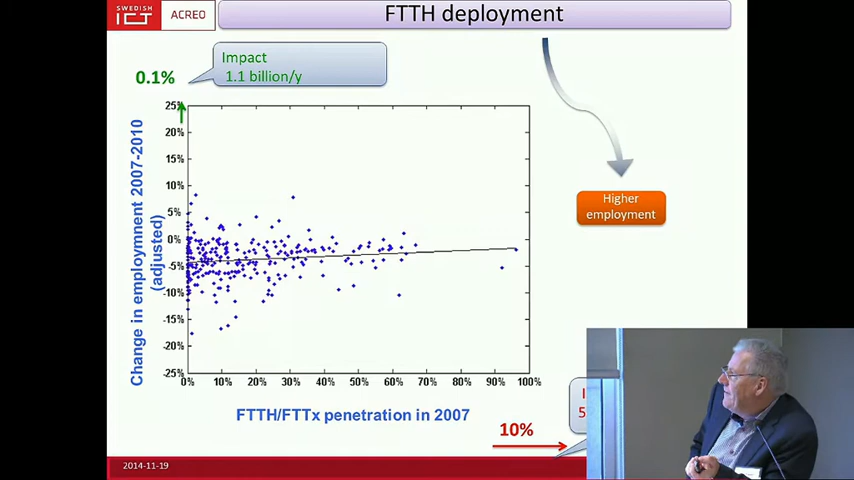 SWEDISH
ICT
ACREO
FTTH deployment
Impact
1.1 billion/y
0.1%
25%
20%
15%
10%
5%
0%
-5%
-10%
-15%
-20%
-25%
Change in employmnent 2007-2010
(adjusted)
0%
10%
20%
30%
40%
50%
60%
70%
80%
90%
100%
FTTH/FTTx penetration in 2007
Higher
employment
10%
5
2014-11-19